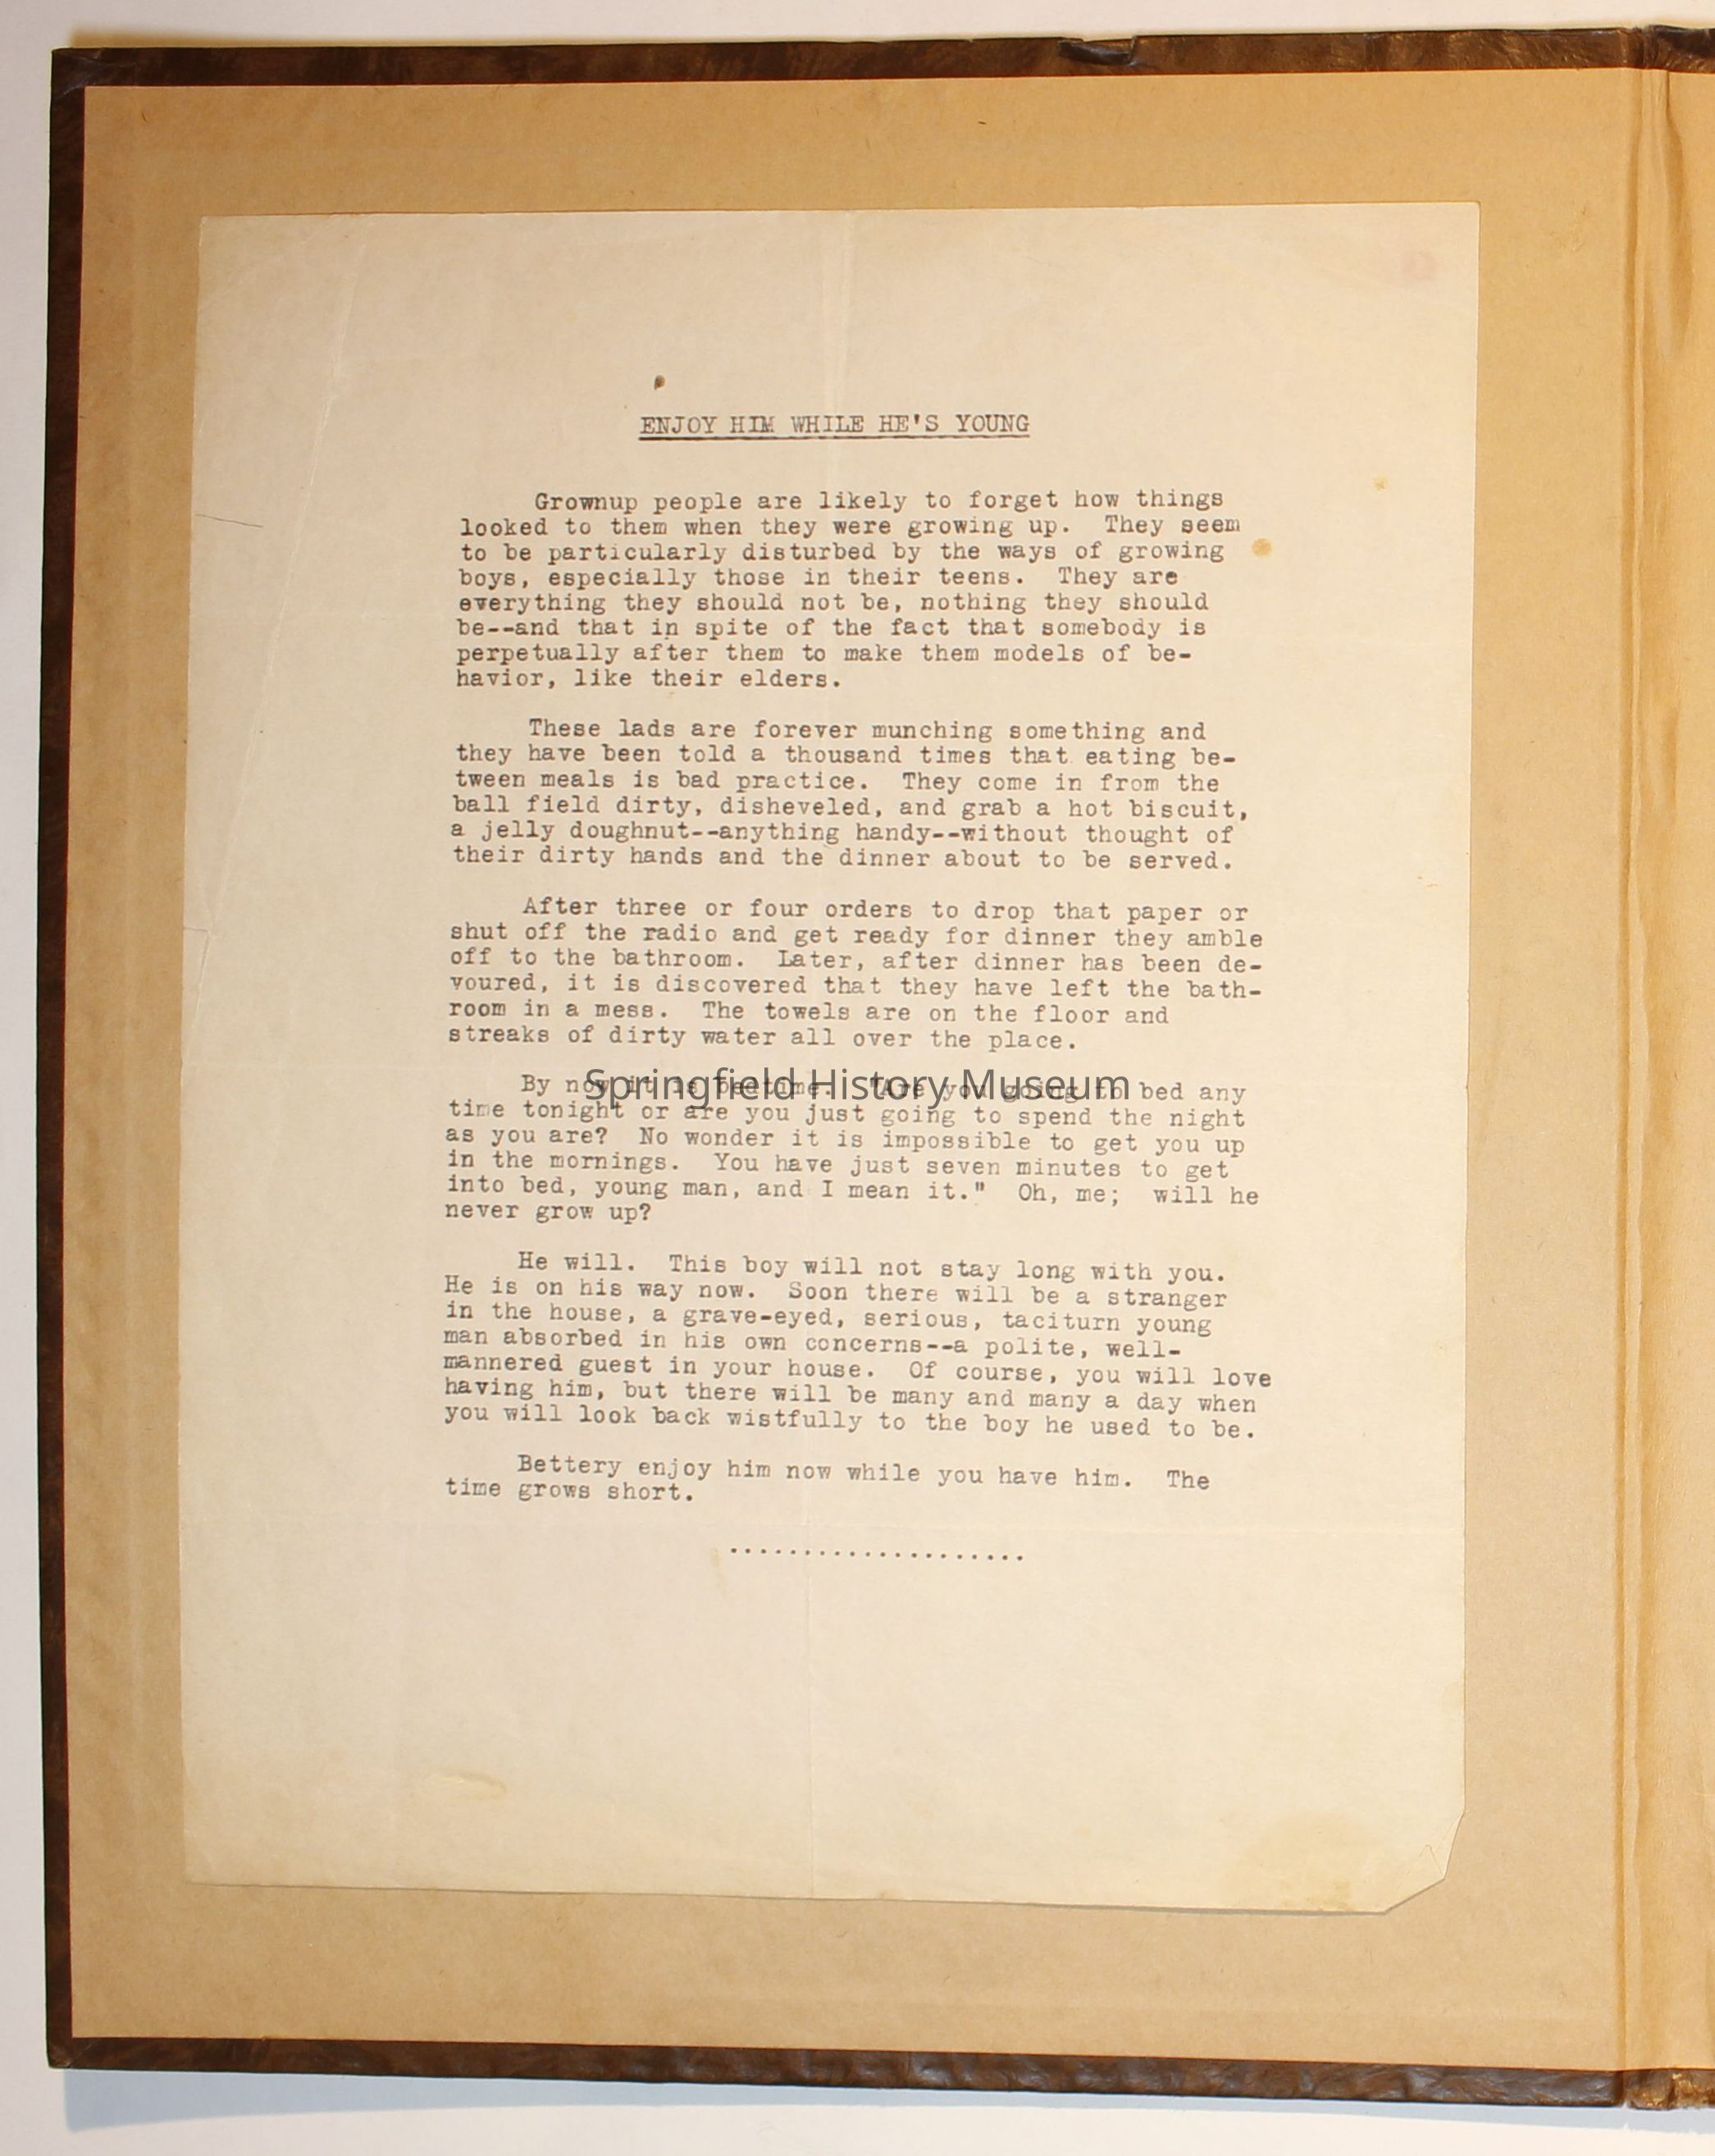 ENJOY HIM WHILE HE'S YOUNG
Grownup people are likely to forget how things
looked to them when they were growing up. They seem
to be particularly disturbed by the ways of growing
boys, especially those in their teens. They are
everything they should not be, nothing they should
be--and that in spite of the fact that somebody is
perpetually after them to make them models of be-
havior, like their elders.
These lads are forever munching something and
they have been told a thousand times that eating be-
tween meals is bad practice. They come in from the
ball field dirty, disheveled, and grab a hot biscuit,
a jelly doughnut--anything handy--without thought of
their dirty hands and the dinner about to be served.
After three or four orders to drop that paper or
shut off the radio and get ready for dinner they amble
off to the bathroom. Later, after dinner has been de-
voured, it is discovered that they have left the bath-
room in a mess. The towels are on the floor and
streaks of dirty water all over the place.
By now it is bedtime. "Are you going to bed any
Springfield History Museum
time tonight or are you just going to spend the night
as you are? No wonder it is impossible to get you up
in the mornings. You have just seven minutes to get
into bed, young man, and I mean it." Oh, me; will he
never grow up?
He will. This boy will not stay long with you.
He is on his way now. Soon there will be a stranger
in the house, a grave-eyed, serious, taciturn young
man absorbed in his own concerns--a polite, well-
mannered guest in your house. Of course, you will love
having him, but there will be many and many a day when
you will look back wistfully to the boy he used to be.
Bettery enjoy him now while you have him. The
time grows short.
....................